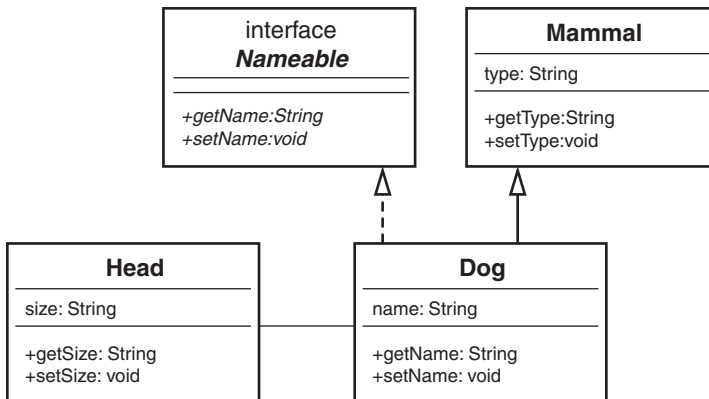 interface
Nameable
+getName:String
+setName:void
Mammal
type: String
+getType:String
+setType:void
Head
size: String
+getSize: String
+setSize: void
Dog
name: String
+getName: String
+setName: void